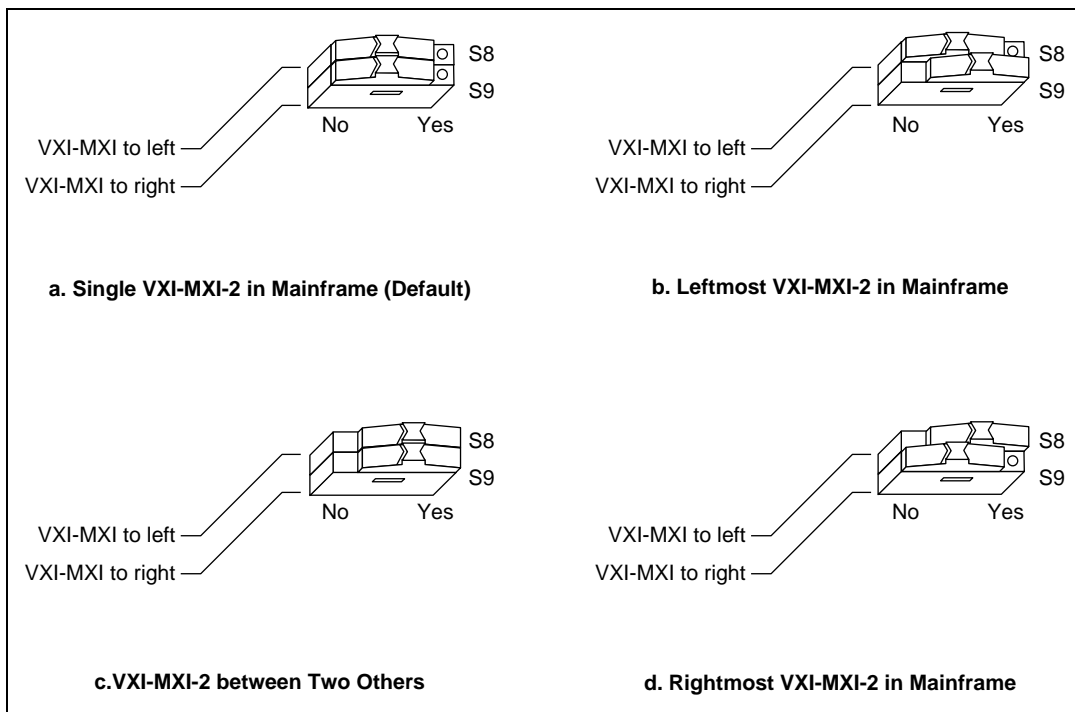 S8
S9
No Yes
VXI-MXI to left
VXI-MXI to right
a. Single VXI-MXI-2 in Mainframe (Default)
S8
S9
No Yes
VXI-MXI to left
VXI-MXI to right
b. Leftmost VXI-MXI-2 in Mainframe
S8
S9
No Yes
VXI-MXI to left
VXI-MXI to right
c.VXI-MXI-2 between Two Others
S8
S9
No Yes
VXI-MXI to left
VXI-MXI to right
d. Rightmost VXI-MXI-2 in Mainframe